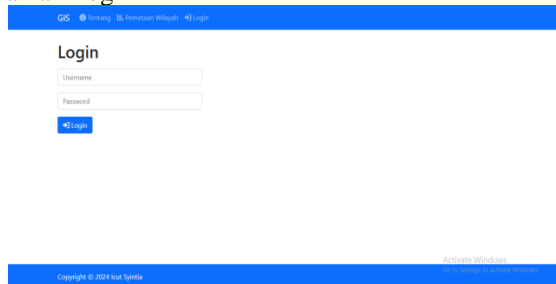 GIS Tentang Pemetaan Wilayah Login
Login
Username
Password
Login
Activate Windows
Go to Settings to activate Windows.
Copyright © 2024 Icut Syintia